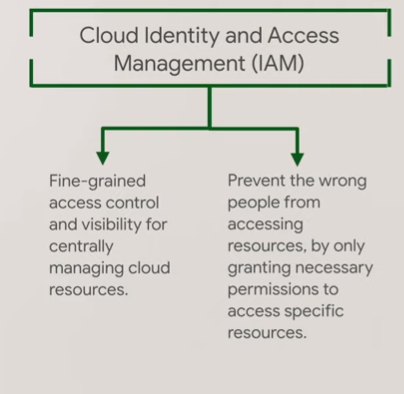 Cloud Identity and Access
Management (IAM)
Fine-grained
access control
and visibility for
centrally
managing cloud
resources.
Prevent the wrong
people from
accessing
resources, by only
granting necessary
permissions to
access specific
resources.